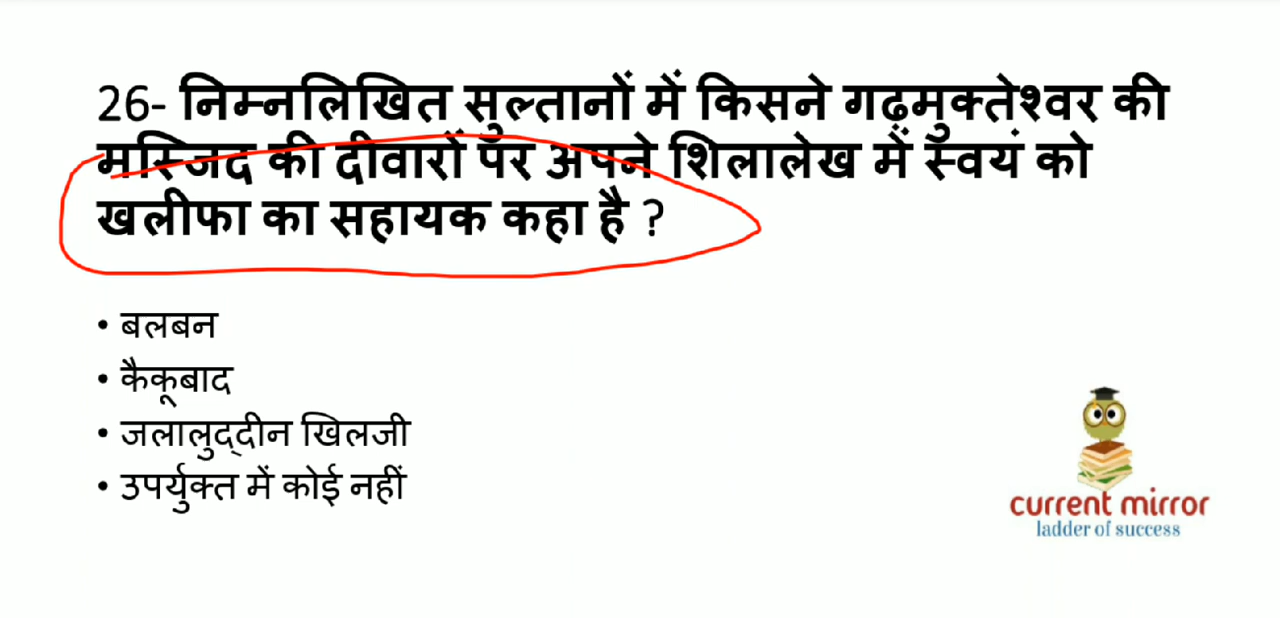 26- निम्नलिखित सुल्तानों में किसने गढ़मुक्तेश्वर की
मस्जिद की दीवारों पर अपने शिलालेख में स्वयं को
खलीफा का सहायक कहा है ?
• बलबन
• कैकूबाद
• जलालुद्दीन खिलजी
• उपर्युक्त में कोई नहीं
current mirror
ladder of success